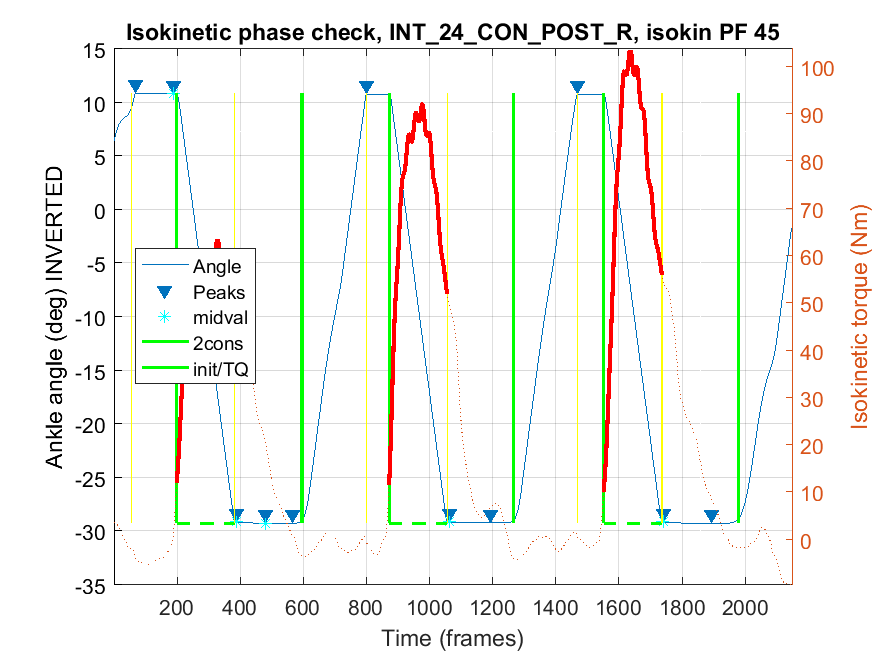 Isokinetic phase check, INT_24_CON_POST_R, isokin PF 45
15
10
5
0
-5
-10
-15
-20
-25
-30
-35
Ankle angle (deg) INVERTED
Angle
Peaks
midval
2cons
init/TQ
100
90
80
70
60
50
40
30
20
10
0
Isokinetic torque (Nm)
200 400 600 800 1000 1200 1400 1600 1800 2000
Time (frames)